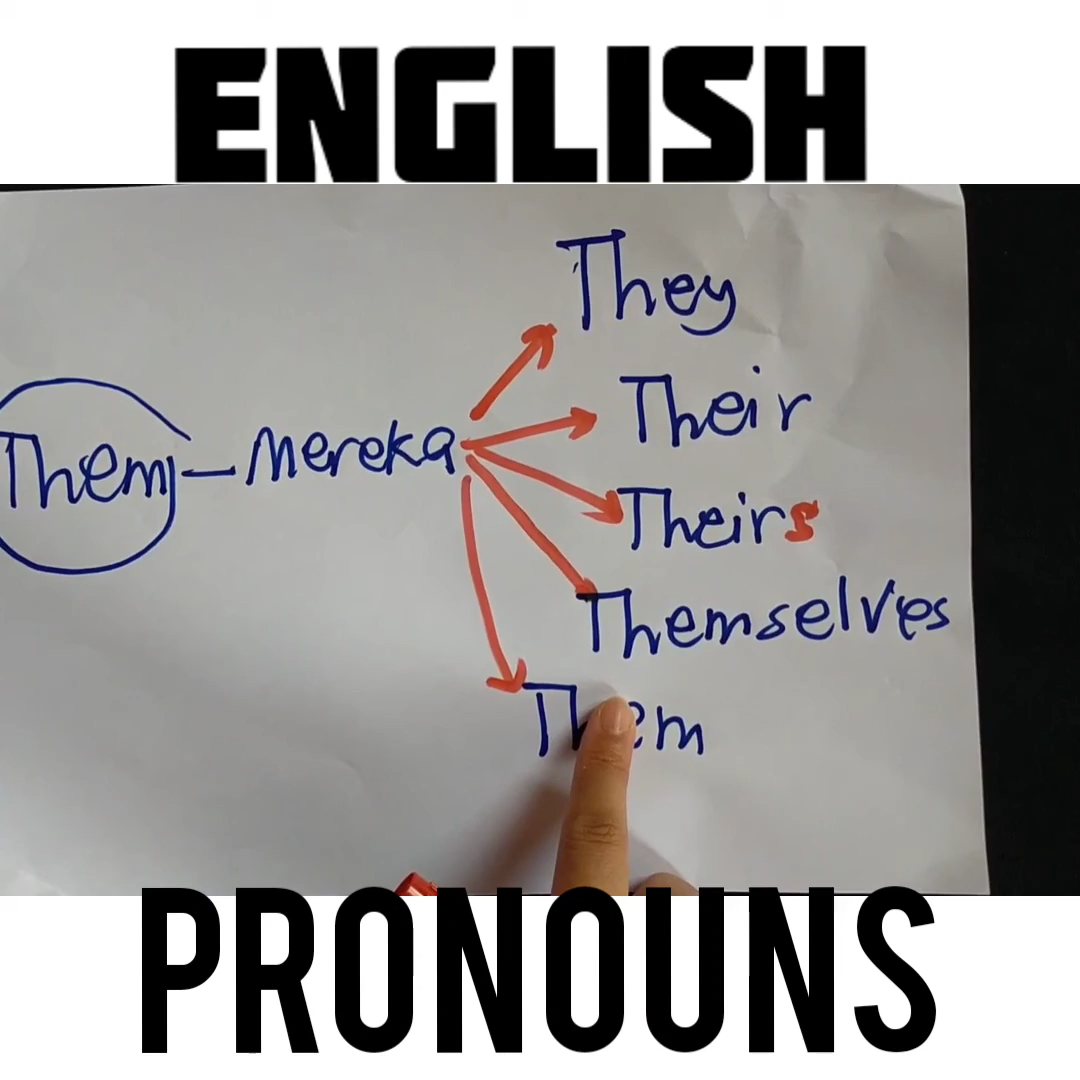 ENGLISH
They
Their
Them - Mereka
Theirs
Themselves
Them
PRONOUNS